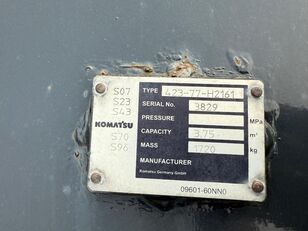 S07
S23
S43
KOMATSU
S70
S96
TYPE 423-77-H2161
SERIAL No. 3829
PRESSURE MPa
CAPACITY 3.75 m³
MASS 1720 kg
MANUFACTURER
Komatsu Germany GmbH
09601-60NN0